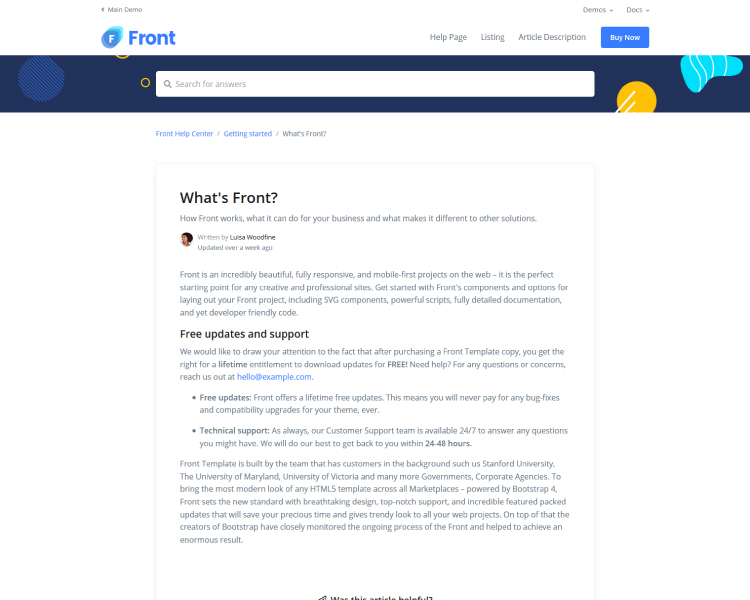 Main Demo
Demos
Docs
Front
Help Page
Listing
Article Description
Buy Now
Search for answers
Front Help Center / Getting started / What's Front?
What's Front?
How Front works, what it can do for your business and what makes it different to other solutions.
Written by Luisa Woodfine
Updated over a week ago
Front is an incredibly beautiful, fully responsive, and mobile-first projects on the web – it is the perfect
starting point for any creative and professional sites. Get started with Front's components and options for
laying out your Front project, including SVG components, powerful scripts, fully detailed documentation,
and yet developer friendly code.
Free updates and support
We would like to draw your attention to the fact that after purchasing a Front Template copy, you get the
right for a lifetime entitlement to download updates for FREE! Need help? For any questions or concerns,
reach us out at hello@example.com.
• Free updates: Front offers a lifetime free updates. This means you will never pay for any bug-fixes
and compatibility upgrades for your theme, ever.
• Technical support: As always, our Customer Support team is available 24/7 to answer any questions
you might have. We will do our best to get back to you within 24-48 hours.
Front Template is built by the team that has customers in the background such us Stanford University,
The University of Maryland, University of Victoria and many more Governments, Corporate Agencies. To
bring the most modern look of any HTML5 template across all Marketplaces – powered by Bootstrap 4,
Front sets the new standard with breathtaking design, top-notch support, and incredible featured packed
updates that will save your precious time and gives trendy look to all your web projects. On top of that the
creators of Bootstrap have closely monitored the ongoing process of the Front and helped to achieve an
enormous result.
Was this article helpful?